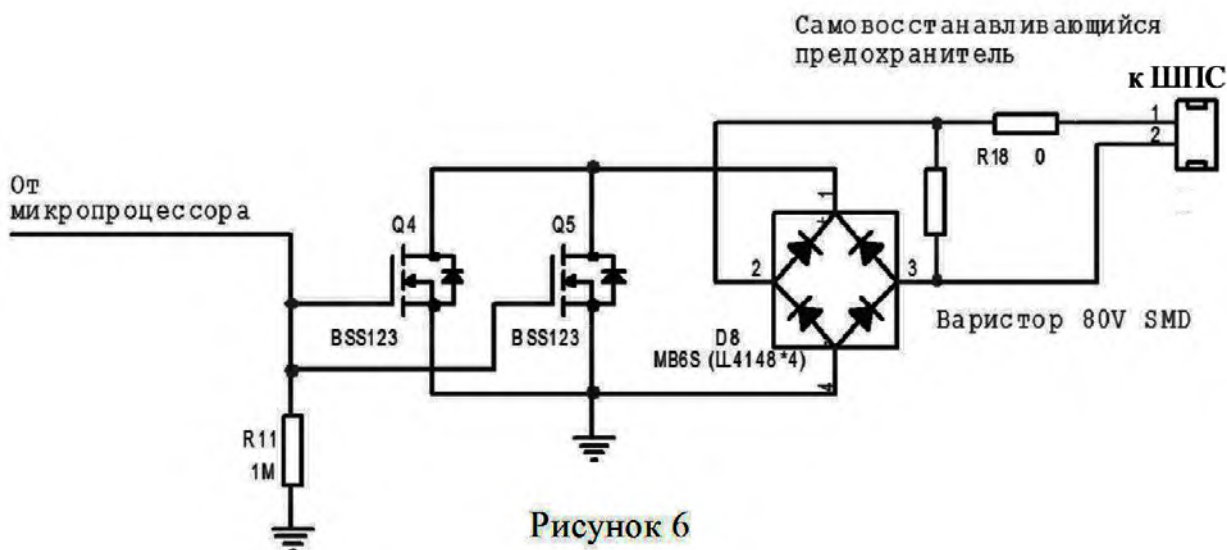 Самовосстанавливающийся
предохранитель
к ШПС
1
2
R18 0
От
микропроцессора
Q4
Q5
1
2
3
BSS123
BSS123
D8
MB6S (LL4148*4)
4
Варистор 80V SMD
R11
1M
Рисунок 6